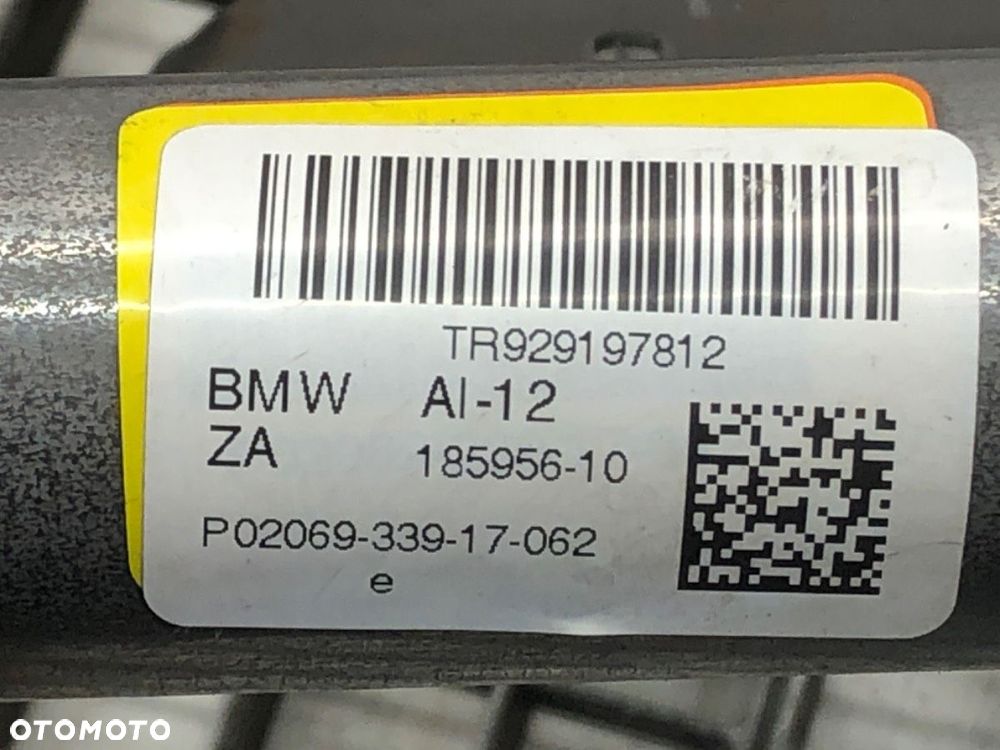 TR929197812
BMW AI-12
ZA 185956-10
P02069-339-17-062
e
OTOMOTO